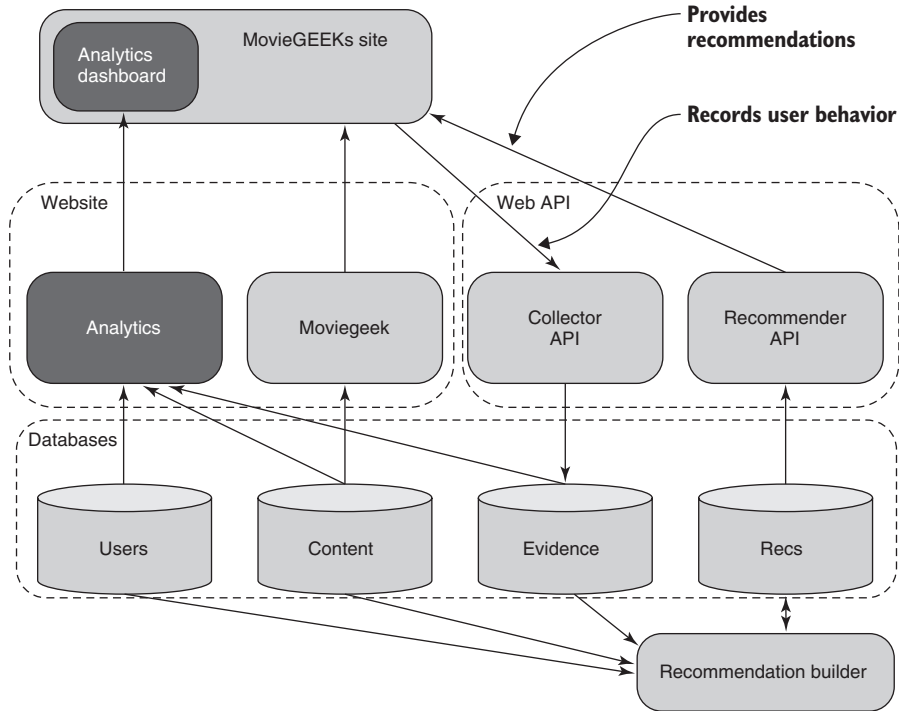 Provides
recommendations
MovieGEEKs site
Analytics
dashboard
Records user behavior
Website
Web API
Analytics
Moviegeek
Collector
API
Recommender
API
Databases
Users
Content
Evidence
Recs
Recommendation builder